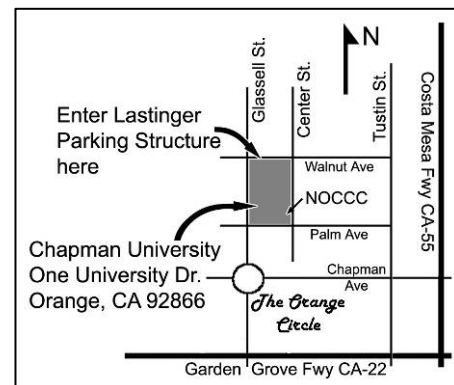 N
Glassell St.
Center St.
Tustin St.
Costa Mesa Fwy CA-55
Enter Lastinger
Parking Structure
here
Walnut Ave
NOCCC
Palm Ave
Chapman University
One University Dr.
Orange, CA 92866
Chapman
Ave
The Orange
Circle
Garden Grove Fwy CA-22